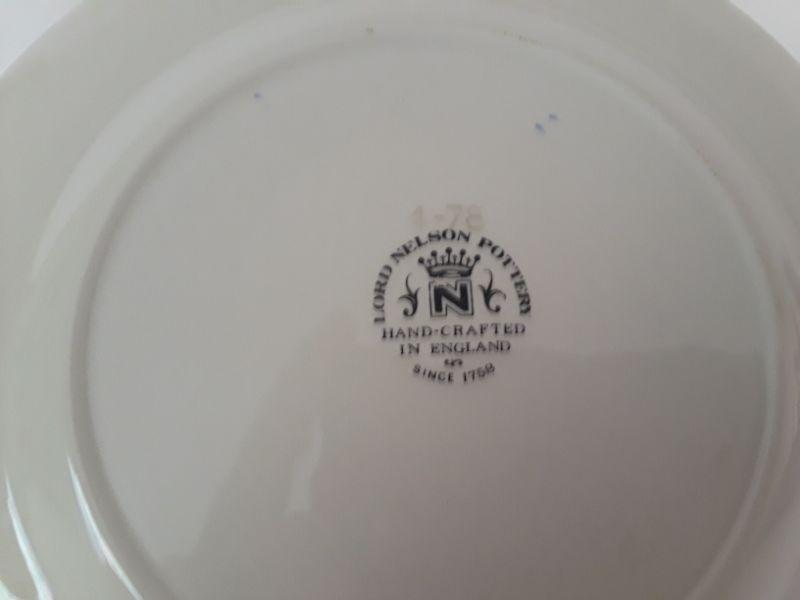 1-78
LORD NELSON POTTERY
N
HAND-CRAFTED
IN ENGLAND
SINCE 1758